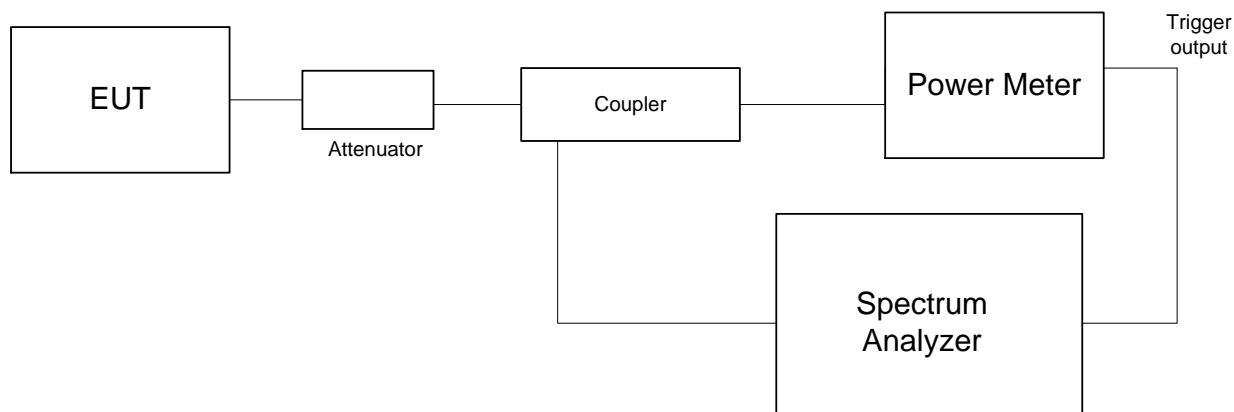 EUT
Attenuator
Coupler
Power Meter
Trigger
output
Spectrum
Analyzer